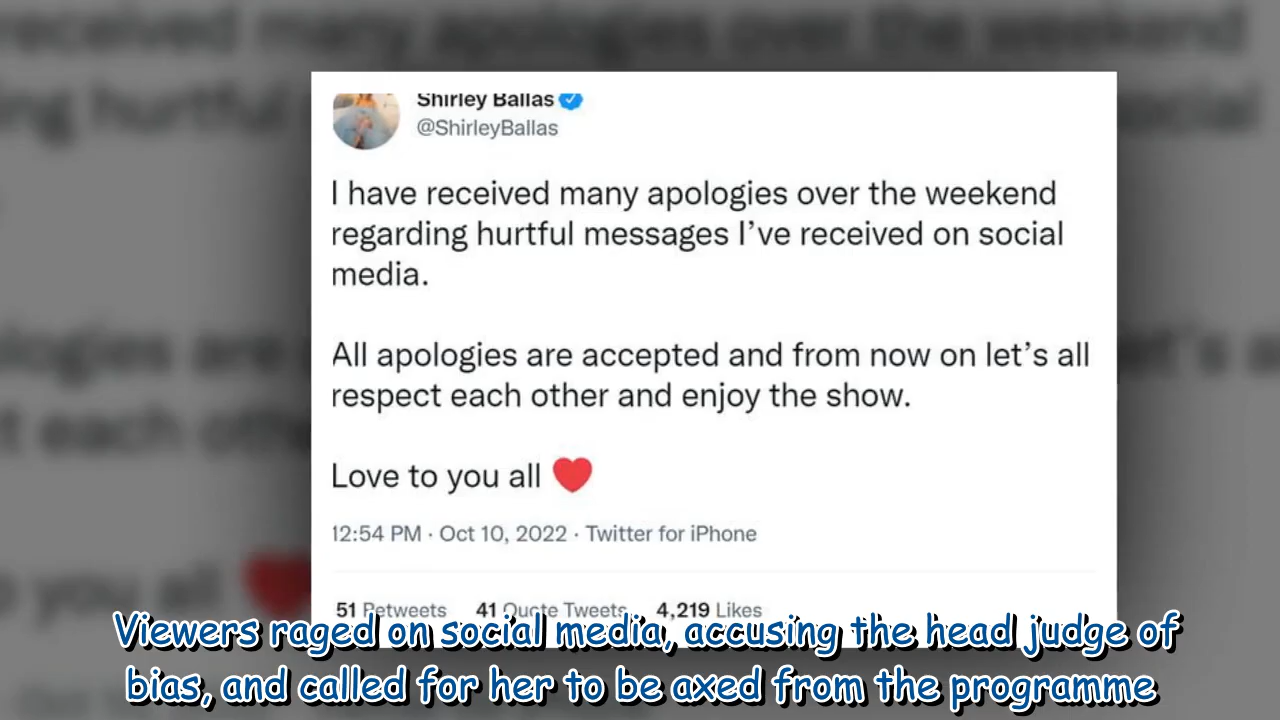 Shirley Ballas
@ShirleyBallas
I have received many apologies over the weekend
regarding hurtful messages I’ve received on social
media.
All apologies are accepted and from now on let’s all
respect each other and enjoy the show.
Love to you all ❤️
12:54 PM · Oct 10, 2022 · Twitter for iPhone
51 Retweets 41 Quote Tweets 4,219 Likes
Viewers raged on social media, accusing the head judge of
bias, and called for her to be axed from the programme